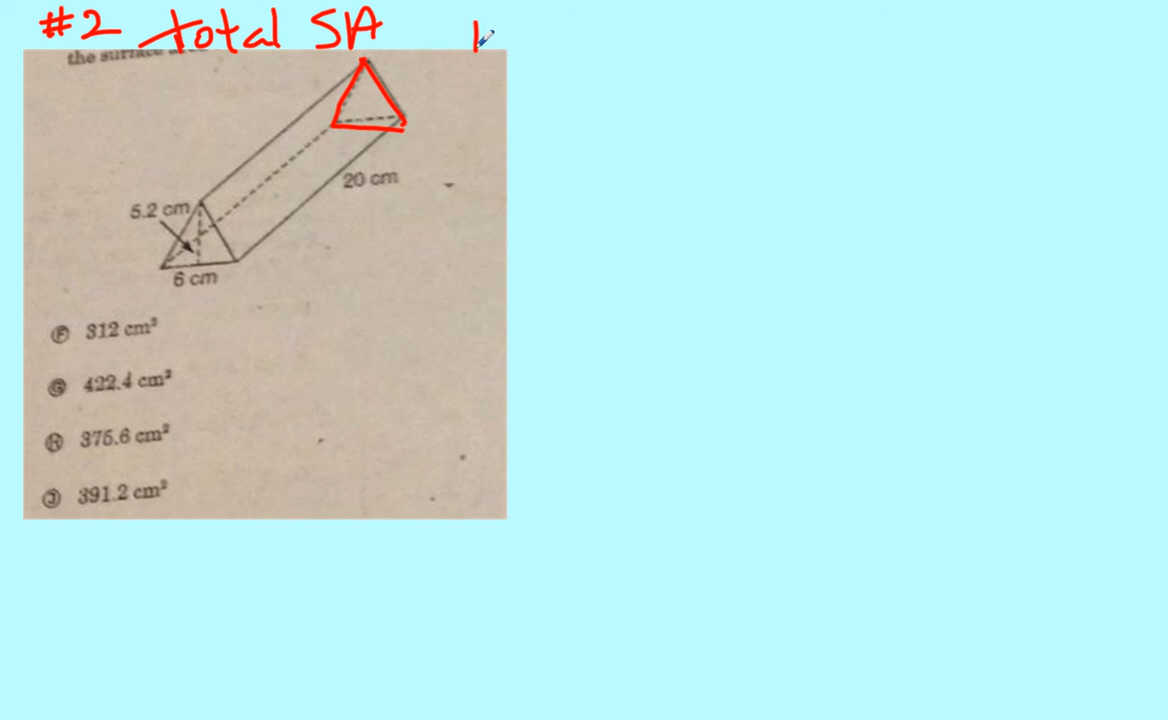 #2 total SA
the surface
20 cm
5.2 cm
6 cm
Ⓕ 312 cm²
Ⓖ 422.4 cm²
Ⓗ 375.6 cm²
Ⓙ 391.2 cm²